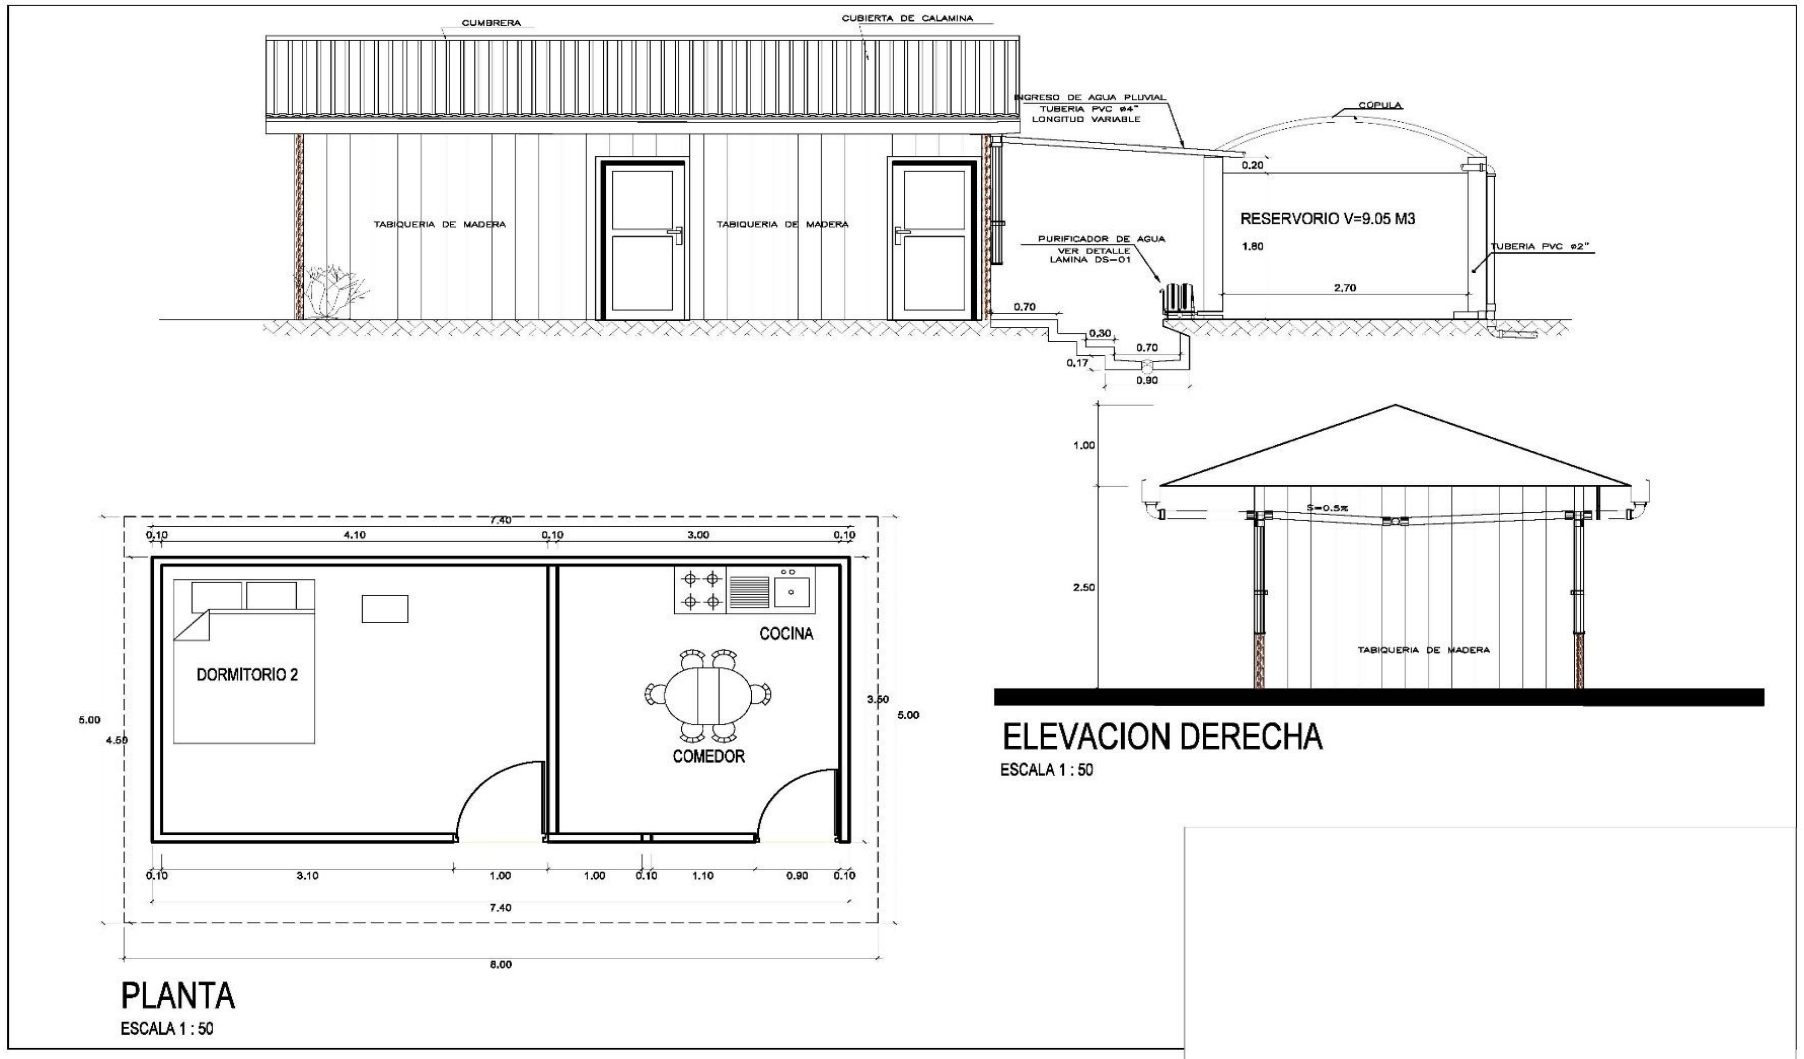 CUMBRERA
CUBIERTA DE CALAMINA
INGRESO DE AGUA PLUVIAL
TUBERIA PVC ø4"
LONGITUD VARIABLE
COPULA
0.20
TABIQUERIA DE MADERA
TABIQUERIA DE MADERA
RESERVORIO V=9.05 M3
1.80
PURIFICADOR DE AGUA
VER DETALLE
LAMINA DS-01
TUBERIA PVC ø2"
2.70
0.70
0.30
0.70
0.17
0.90
1.00
S=0.5%
2.50
TABIQUERIA DE MADERA
ELEVACION DERECHA
ESCALA 1 : 50
7.40
0.10
4.10
0.10
3.00
0.10
COCINA
DORMITORIO 2
COMEDOR
5.00
4.50
3.50
5.00
0.10
3.10
1.00
1.00
0.10
1.10
0.90
0.10
7.40
8.00
PLANTA
ESCALA 1 : 50